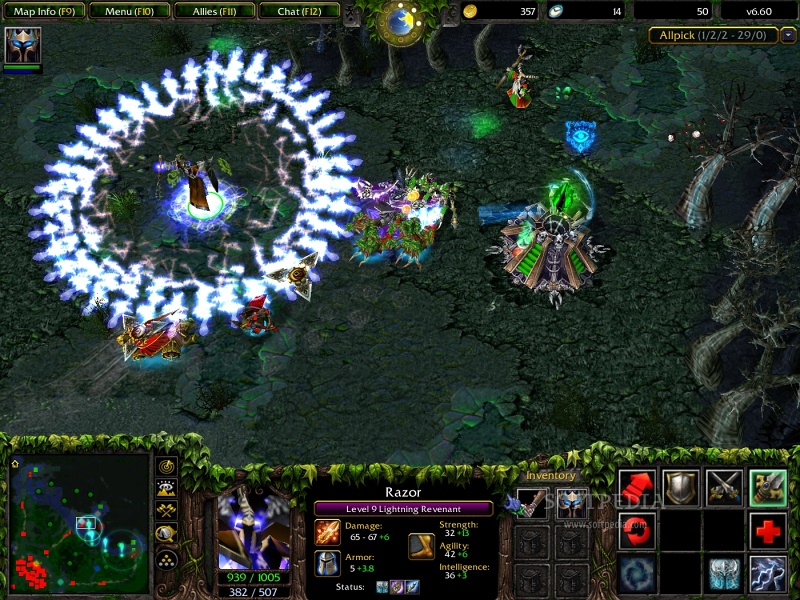 Map Info (F9)
Menu (F10)
Allies (F11)
Chat (F12)
357
14
50
v6.60
Allpick (1/2/2 - 29/0)
Razor
Level 9 Lightning Revenant
Damage:
65 - 67 +6
Armor:
5 +3.8
Strength:
32 +13
Agility:
42 +6
Intelligence:
36 +3
Status:
939 / 1005
382 / 507
Inventory
SOFTPEDIA
www.softpedia.com